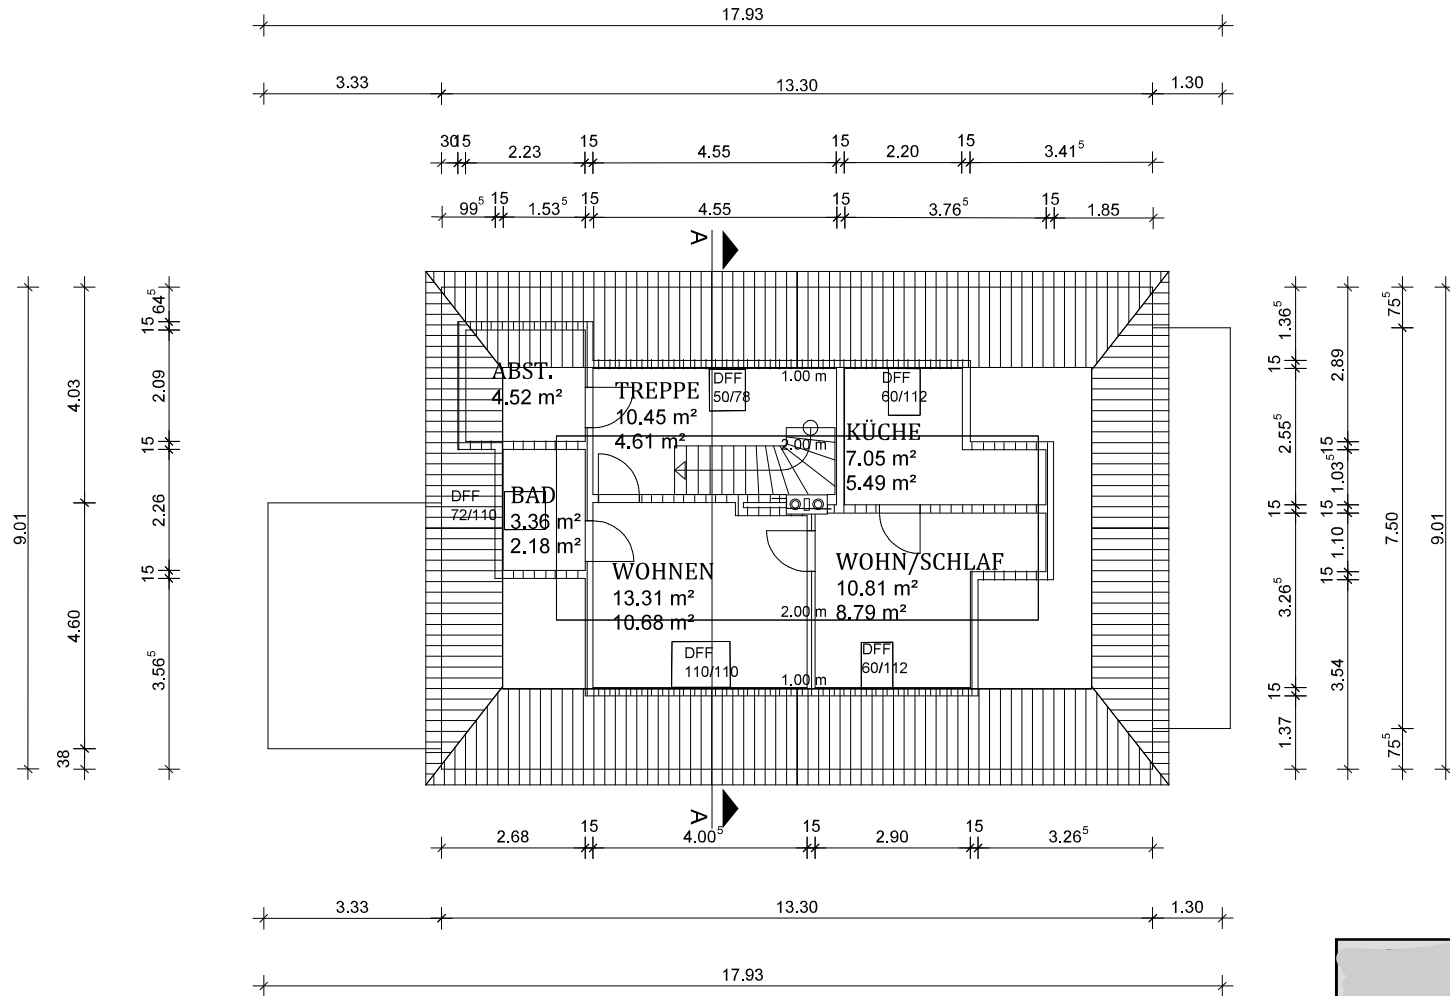 17.93
3.33 13.30 1.30
30 15 2.23 15 4.55 15 2.20 15 3.41⁵
99⁵ 15 1.53⁵ 15 4.55 15 3.76⁵ 15 1.85
A
9.01
4.03
4.60
38
64⁵
15
2.09
15
2.26
15
3.56⁵
ABST.
4.52 m²
TREPPE
10.45 m²
4.61 m²
DFF
50/78
1.00 m
DFF
60/112
2.00 m
KÜCHE
7.05 m²
5.49 m²
DFF
72/110
BAD
3.36 m²
2.18 m²
WOHNEN
13.31 m²
10.68 m²
WOHN/SCHLAF
10.81 m²
8.79 m²
2.00 m
DFF
110/110
1.00 m
DFF
60/112
1.36⁵
15
2.55⁵
15
3.26⁵
15
1.37
2.89
15
1.03⁵
15
1.10
15
3.54
75⁵
7.50
75⁵
9.01
A
2.68 15 4.00⁵ 15 2.90 15 3.26⁵
3.33 13.30 1.30
17.93